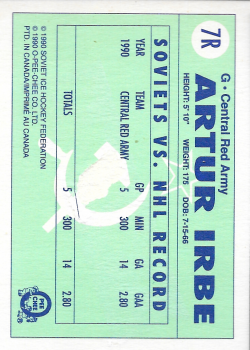 7R
G • Central Red Army
ARTUR IRBE
HEIGHT: 5' 10" WEIGHT: 175 DOB: 7-15-66
SOVIETS VS. NHL RECORD
YEAR TEAM GP MIN GA GAA
1990 CENTRAL RED ARMY 5 300 14 2.80
TOTALS 5 300 14 2.80
© 1990 SOVIET ICE HOCKEY FEDERATION
© 1990 O-PEE-CHEE CO. LTD.
PTD. IN CANADA/IMPRIMÉ AU CANADA
O
PEE
CHEE